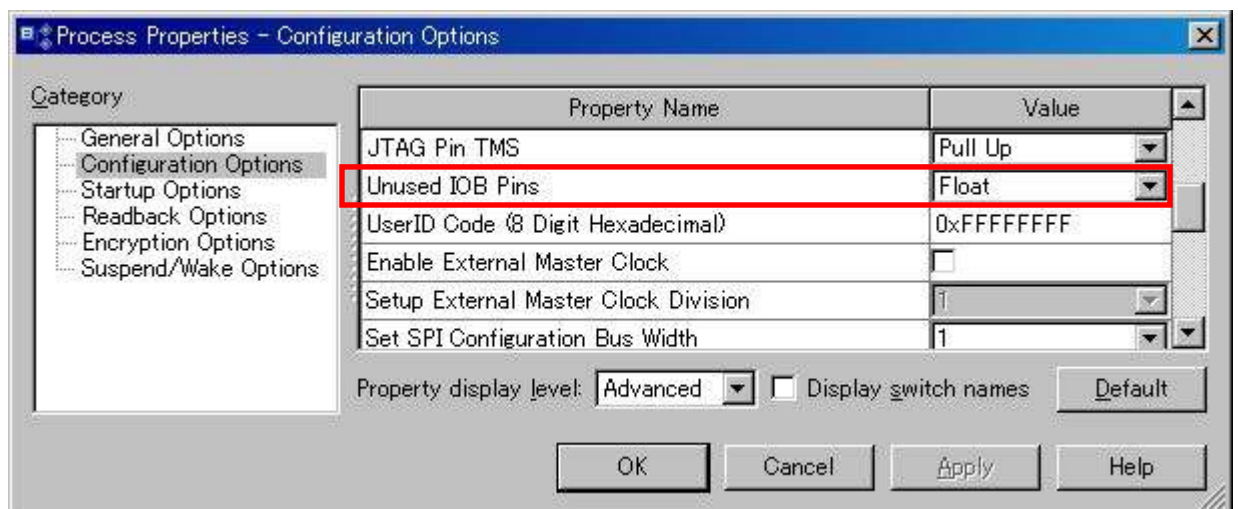 Process Properties - Configuration Options
Category
General Options
Configuration Options
Startup Options
Readback Options
Encryption Options
Suspend/Wake Options
Property Name Value
JTAG Pin TMS Pull Up
Unused IOB Pins Float
UserID Code (8 Digit Hexadecimal) 0xFFFFFFFF
Enable External Master Clock
Setup External Master Clock Division 1
Set SPI Configuration Bus Width 1
Property display level: Advanced Display switch names Default
OK Cancel Apply Help